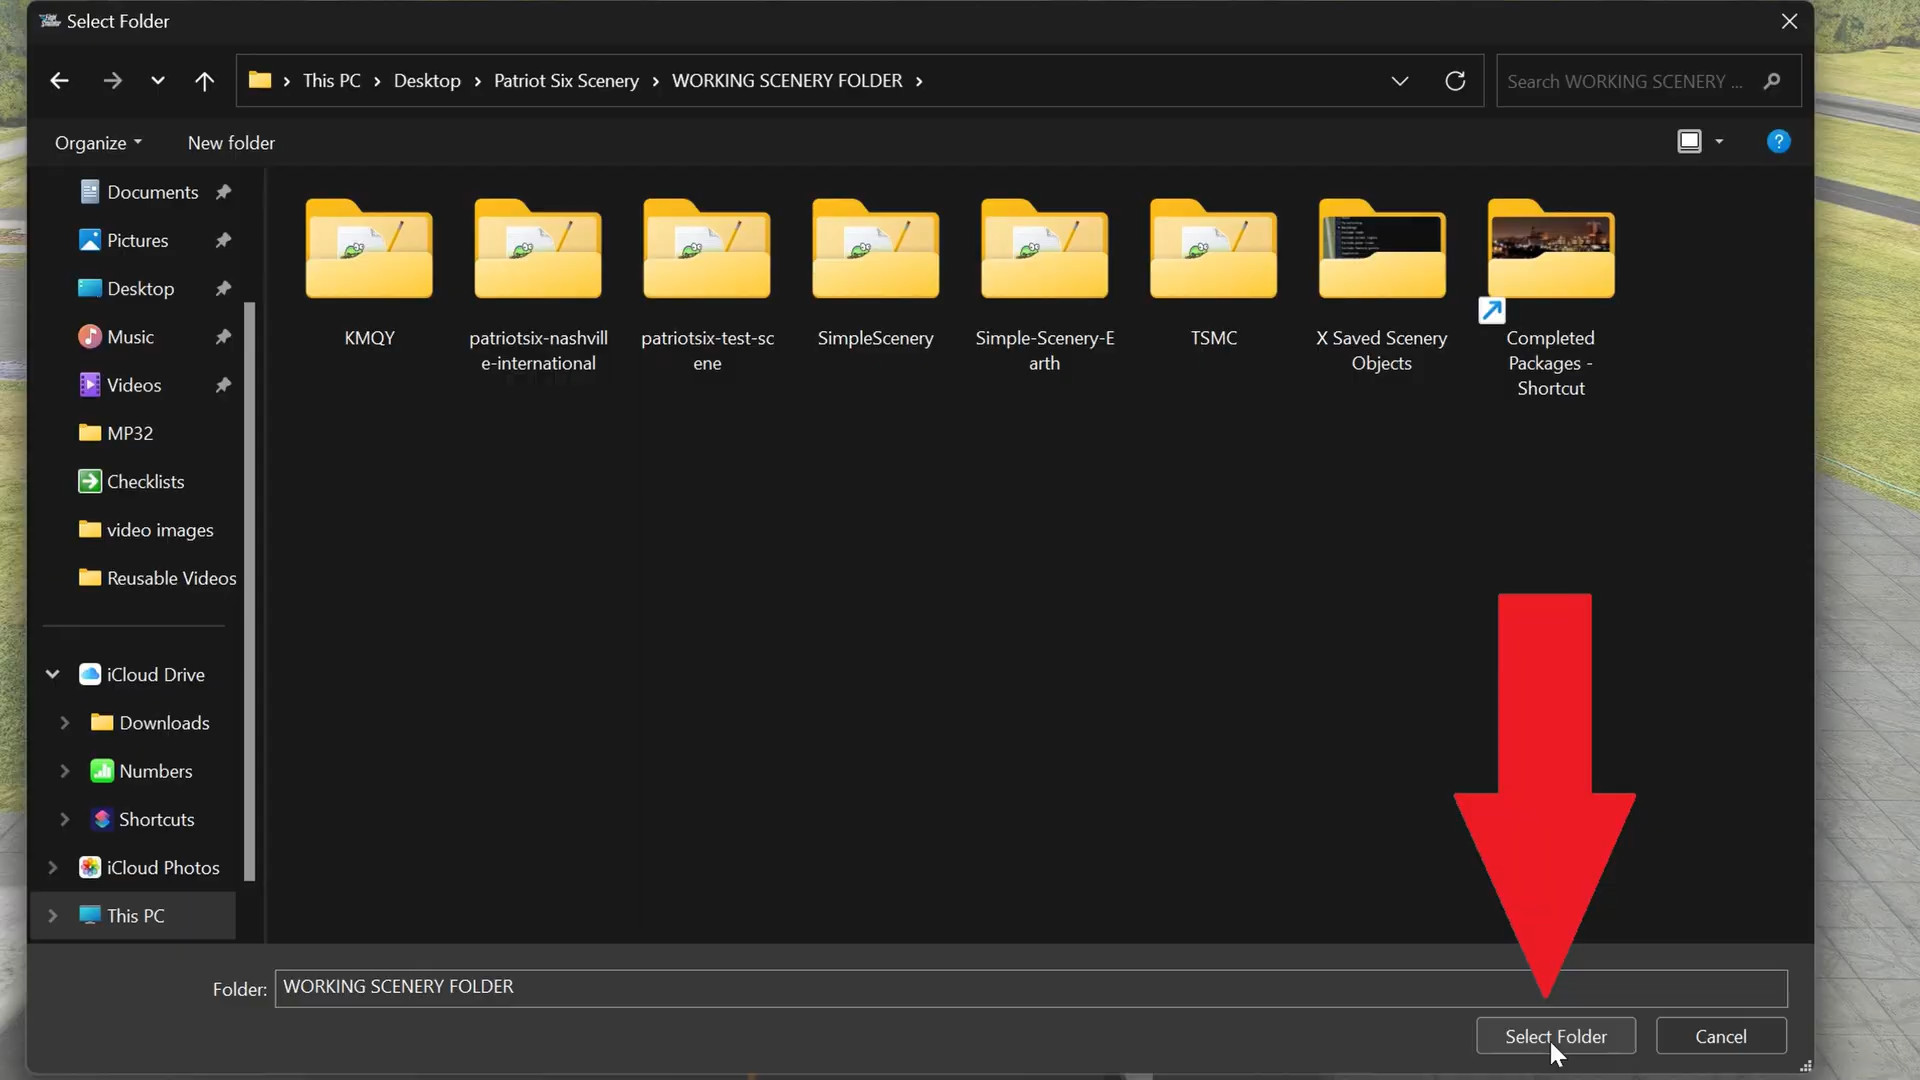 Select Folder
This PC
Desktop
Patriot Six Scenery
WORKING SCENERY FOLDER
Search WORKING SCENERY ...
Organize
New folder
?
Documents
Pictures
Desktop
Music
Videos
MP32
Checklists
video images
Reusable Videos
iCloud Drive
Downloads
Numbers
Shortcuts
iCloud Photos
This PC
KMQY
patriotsix-nashvill
e-international
patriotsix-test-sc
ene
SimpleScenery
Simple-Scenery-E
arth
TSMC
X Saved Scenery
Objects
Completed
Packages -
Shortcut
Folder:
WORKING SCENERY FOLDER
Select Folder
Cancel